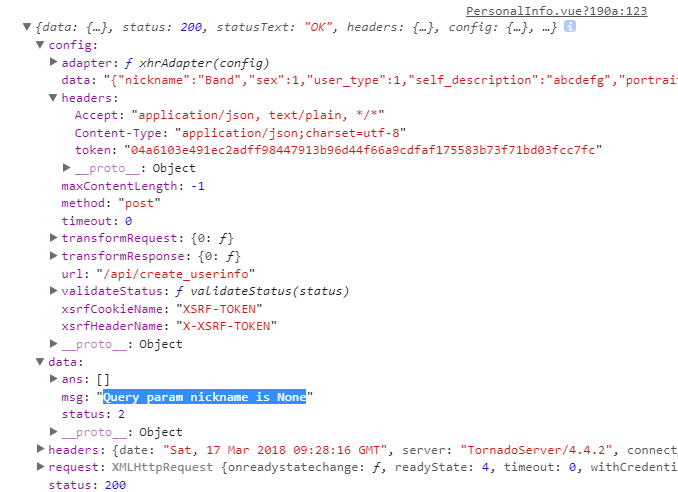 PersonalInfo.vue?190a:123
{data: {…}, status: 200, statusText: "OK", headers: {…}, config: {…}, …}
config:
adapter: ƒ xhrAdapter(config)
data: "{"nickname":"Band","sex":1,"user_type":1,"self_description":"abcdefg","portrait
headers:
Accept: "application/json, text/plain, */*"
Content-Type: "application/json;charset=utf-8"
token: "04a6103e491ec2adff98447913b96d44f66a9cdfaf175583b73f71bd03fcc7fc"
__proto__: Object
maxContentLength: -1
method: "post"
timeout: 0
transformRequest: {0: ƒ}
transformResponse: {0: ƒ}
url: "/api/create_userinfo"
validateStatus: ƒ validateStatus(status)
xsrfCookieName: "XSRF-TOKEN"
xsrfHeaderName: "X-XSRF-TOKEN"
__proto__: Object
data:
ans: []
msg: "Query param nickname is None"
status: 2
__proto__: Object
headers: {date: "Sat, 17 Mar 2018 09:28:16 GMT", server: "TornadoServer/4.4.2", connect
request: XMLHttpRequest {onreadystatechange: ƒ, readyState: 4, timeout: 0, withCredenti
status: 200